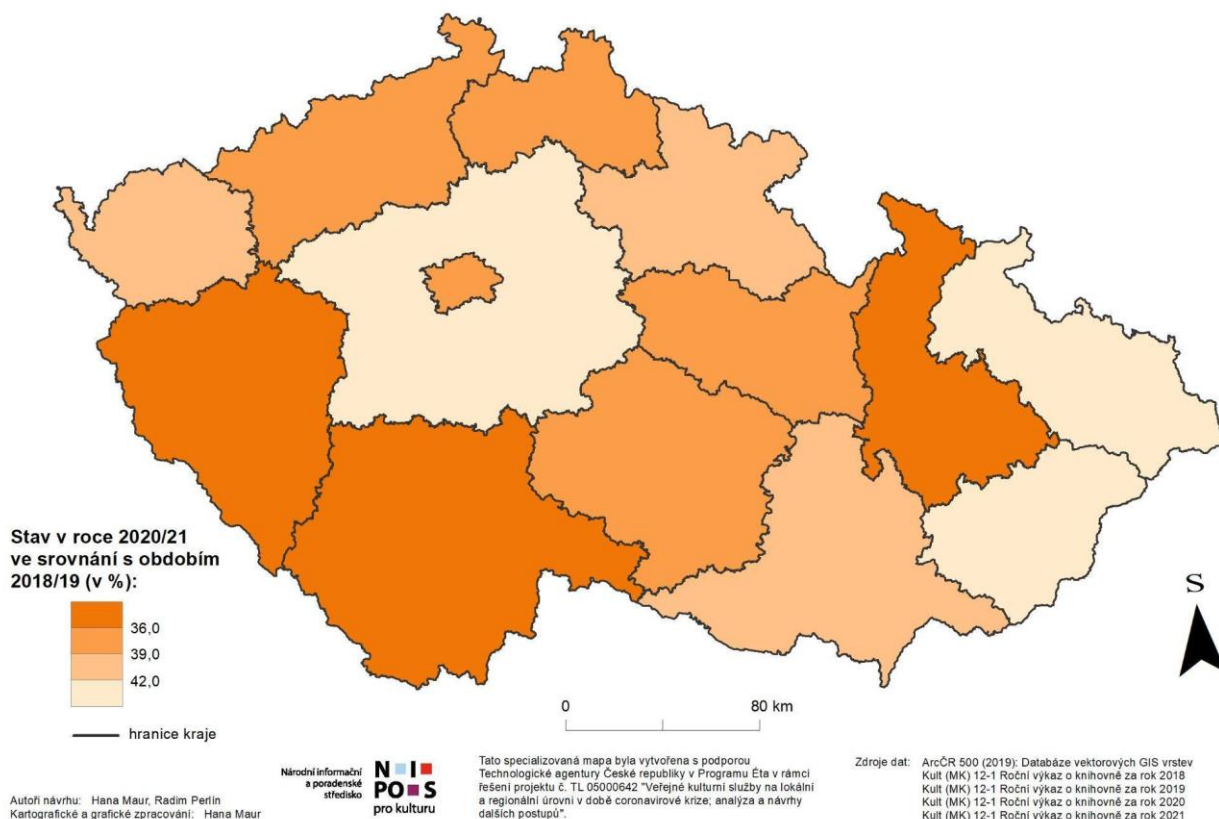 Stav v roce 2020/21
ve srovnání s obdobím
2018/19 (v %):
36,0
39,0
42,0
hranice kraje
0 80 km
S
Autoři návrhu: Hana Maur, Radim Perlín
Kartografické a grafické zpracování: Hana Maur
Národní informační
a poradenské
středisko
N I
POS
pro kulturu
Tato specializovaná mapa byla vytvořena s podporou
Technologické agentury České republiky v Programu Éta v rámci
řešení projektu č. TL 05000642 "Veřejné kulturní služby na lokální
a regionální úrovni v době coronavirové krize; analýza a návrhy
dalších postupů".
Zdroje dat: ArcČR 500 (2019): Databáze vektorových GIS vrstev
Kult (MK) 12-1 Roční výkaz o knihovně za rok 2018
Kult (MK) 12-1 Roční výkaz o knihovně za rok 2019
Kult (MK) 12-1 Roční výkaz o knihovně za rok 2020
Kult (MK) 12-1 Roční výkaz o knihovně za rok 2021